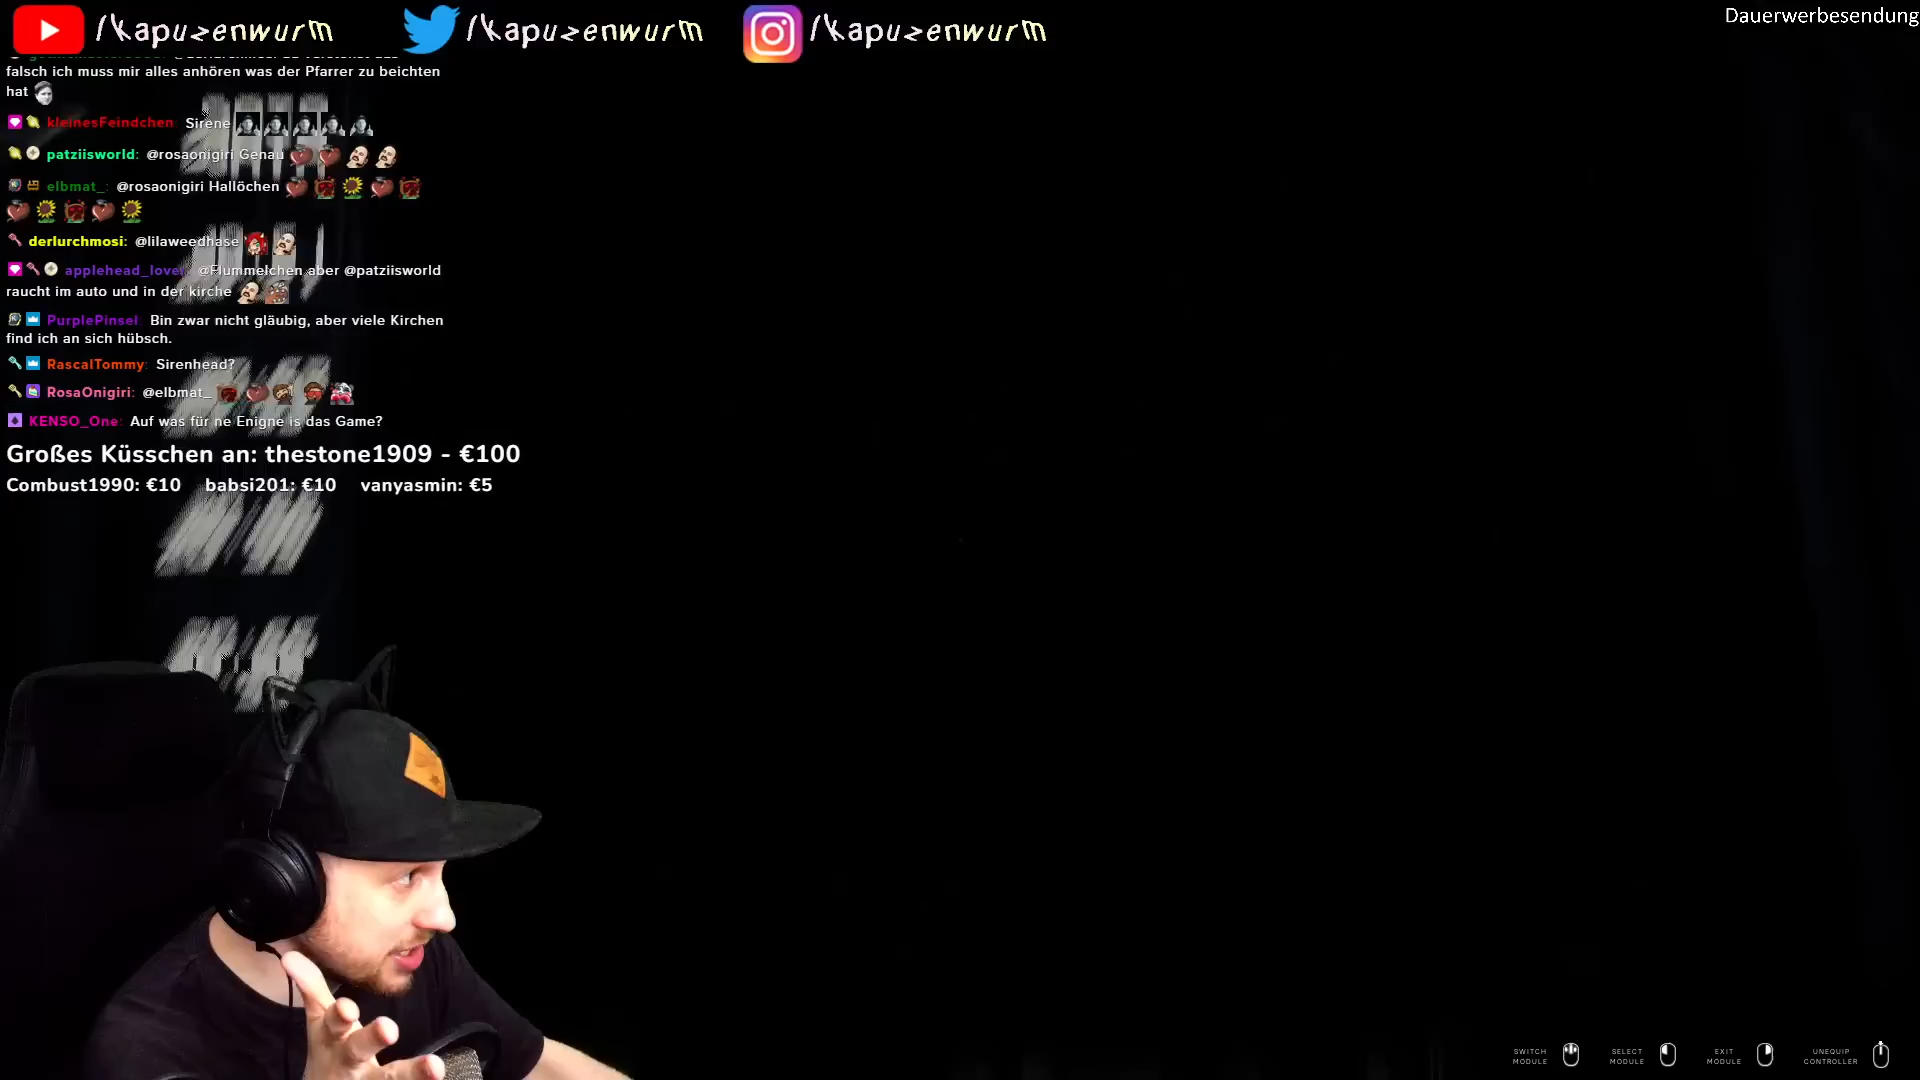 /kapuzenwurm /kapuzenwurm /kapuzenwurm
Dauerwerbesendung
falsch ich muss mir alles anhören was der Pfarrer zu beichten
hat
kleinesFeindchen: Sirene
patziisworld: @rosaonigiri Genau
elbmat_: @rosaonigiri Hallöchen
derlurchmosi: @lilaweedhase
applehead_lover: @Flummelchen aber @patziisworld
raucht im auto und in der kirche
PurplePinsel: Bin zwar nicht gläubig, aber viele Kirchen
find ich an sich hübsch.
RascalTommy: Sirenhead?
RosaOnigiri: @elbmat_
KENSO_One: Auf was für ne Enigne is das Game?
Großes Küsschen an: thestone1909 - €100
Combust1990: €10 babsi201: €10 vanyasmin: €5
SWITCH
MODULE
SELECT
MODULE
EXIT
MODULE
UNEQUIP
CONTROLLER